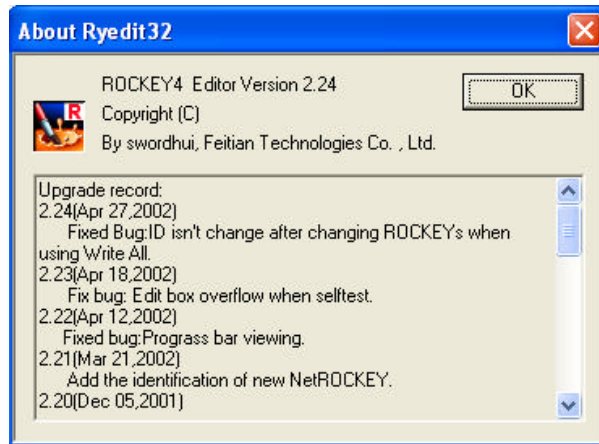 About Ryedit32
ROCKEY4 Editor Version 2.24
OK
Copyright (C)
By swordhui, Feitian Technologies Co. , Ltd.
R
Upgrade record:
2.24(Apr 27,2002)
Fixed Bug:ID isn't change after changing ROCKEYs when
using Write All.
2.23(Apr 18,2002)
Fix bug: Edit box overflow when selftest.
2.22(Apr 12,2002)
Fixed bug:Prograss bar viewing.
2.21(Mar 21,2002)
Add the identification of new NetROCKEY.
2.20(Dec 05,2001)